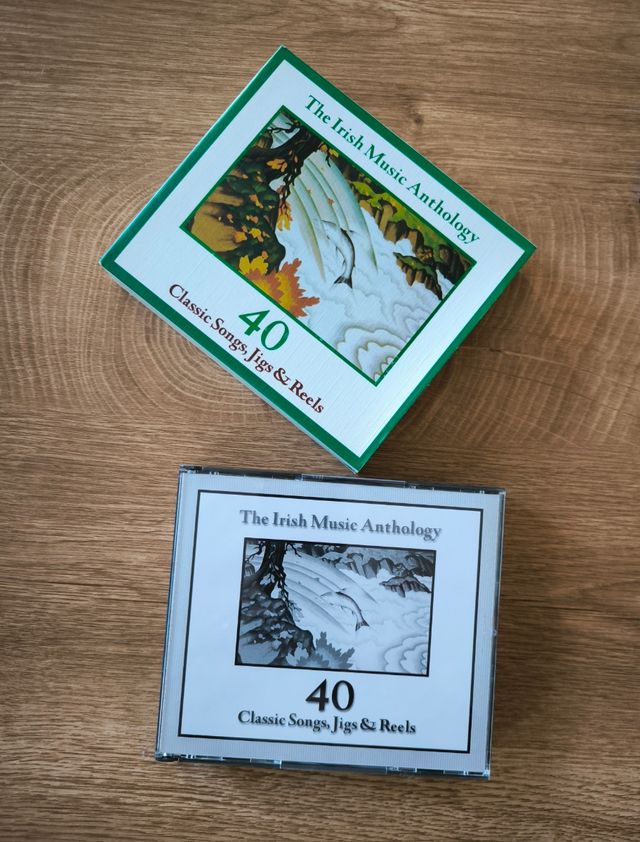 The Irish Music Anthology
40
Classic Songs, Jigs & Reels
The Irish Music Anthology
40
Classic Songs, Jigs & Reels